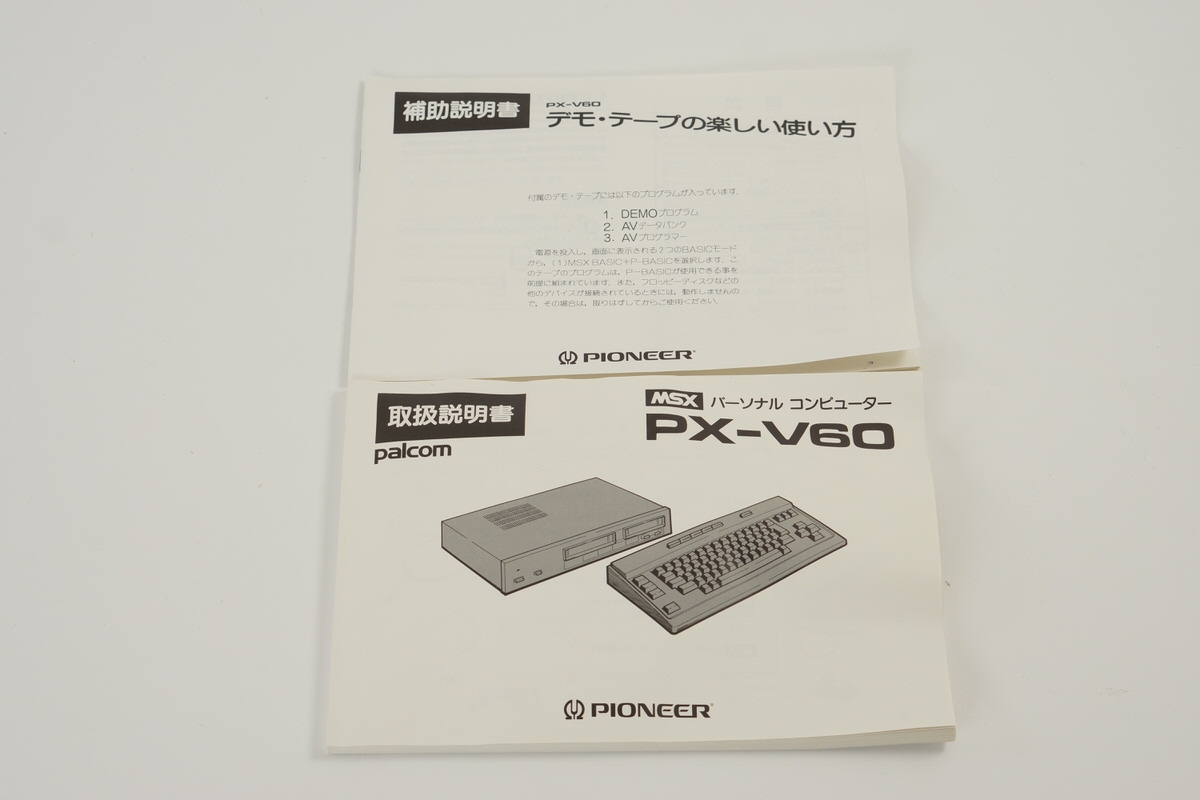 補助説明書
PX-V60
デモ・テープの楽しい使い方
付属のデモ・テープには以下のプログラムが入っています。
1. DEMOプログラム
2. AVデータバンク
3. AVプログラマー
電源を投入し、画面に表示される2つのBASICモード
から、(1)MSX BASIC+P-BASICを選択します。こ
のテープのプログラムは、P-BASICが使用できる事を
前提に組まれています。また、フロッピーディスクなどの
他のデバイスが接続されているときには、動作しませんの
で、その場合は、取りはずしてからご使用ください。
PIONEER
取扱説明書
palcom
MSX パーソナル コンピューター
PX-V60
PIONEER